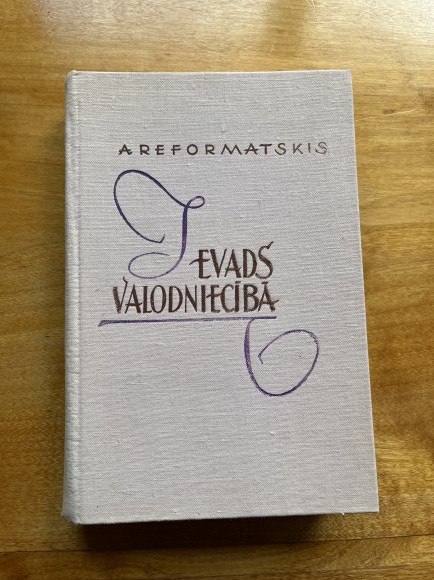 A REFORMATSKIS
IEVADS
VALODNIECĪBĀ